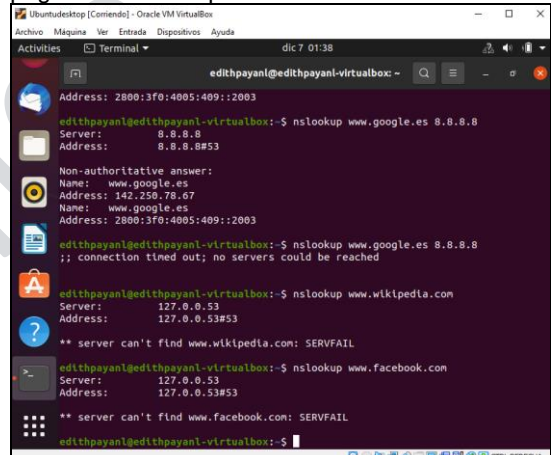 Ubuntudesktop [Corriendo] - Oracle VM VirtualBox
Archivo Máquina Ver Entrada Dispositivos Ayuda
Activities Terminal dic 7 01:38
edithpayanl@edithpayanl-virtualbox: ~
Address: 2800:3f0:4005:409::2003
edithpayanl@edithpayanl-virtualbox:~$ nslookup www.google.es 8.8.8.8
Server: 8.8.8.8
Address: 8.8.8.8#53
Non-authoritative answer:
Name: www.google.es
Address: 142.250.78.67
Name: www.google.es
Address: 2800:3f0:4005:409::2003
edithpayanl@edithpayanl-virtualbox:~$ nslookup www.google.es 8.8.8.8
;; connection timed out; no servers could be reached
edithpayanl@edithpayanl-virtualbox:~$ nslookup www.wikipedia.com
Server: 127.0.0.53
Address: 127.0.0.53#53
** server can't find www.wikipedia.com: SERVFAIL
edithpayanl@edithpayanl-virtualbox:~$ nslookup www.facebook.com
Server: 127.0.0.53
Address: 127.0.0.53#53
** server can't find www.facebook.com: SERVFAIL
edithpayanl@edithpayanl-virtualbox:~$